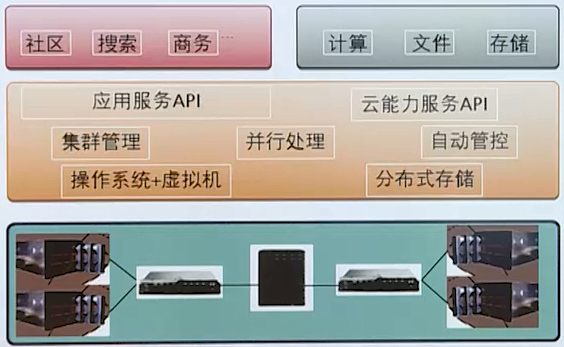 社区 搜索 商务… 计算 文件 存储
应用服务API 云能力服务API
集群管理 并行处理 自动管控
操作系统+虚拟机 分布式存储